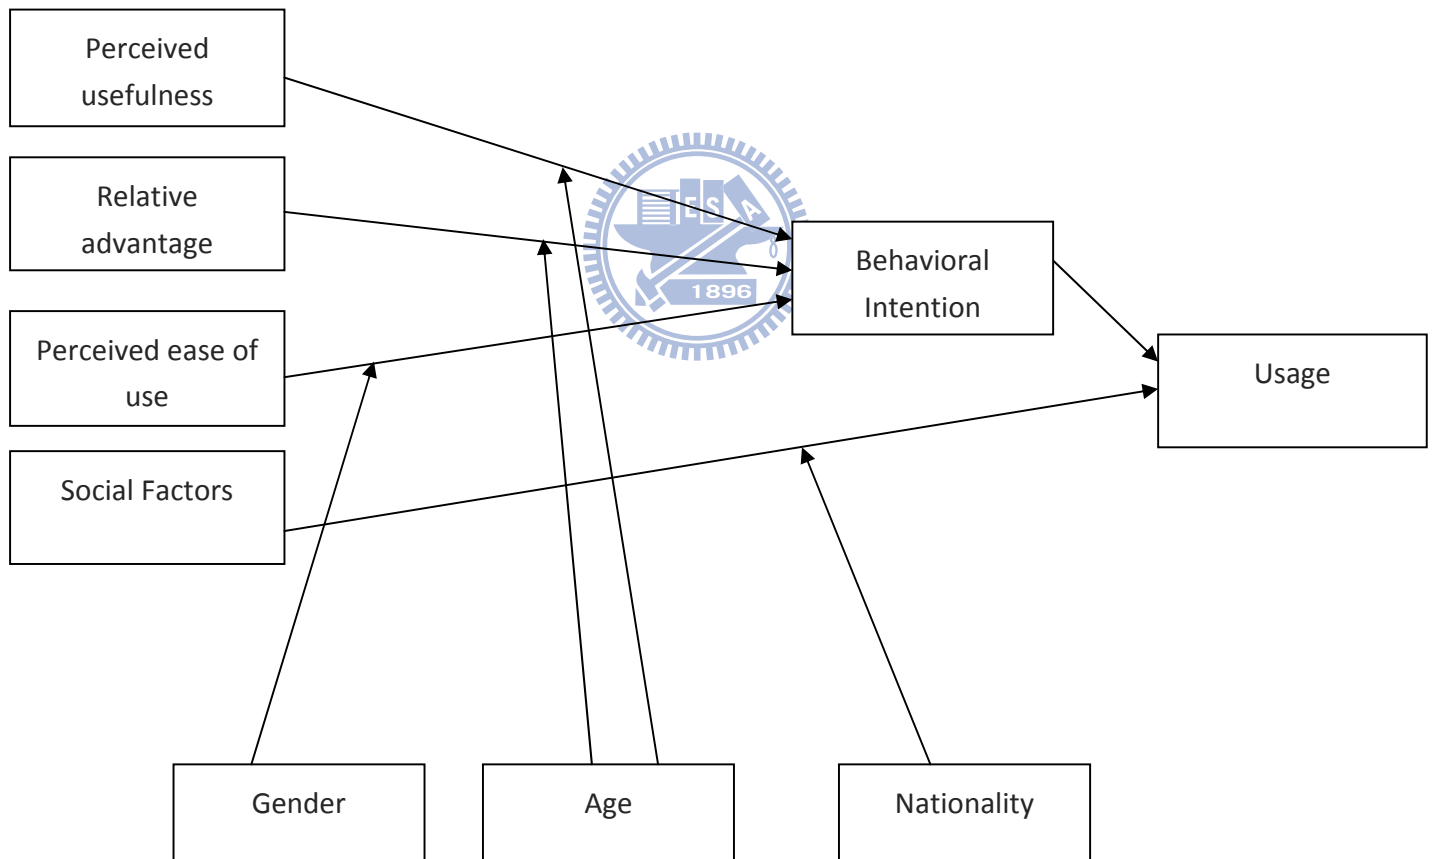 Perceived
usefulness
Relative
advantage
Perceived ease of
use
Social Factors
E S A
1896
Behavioral
Intention
Usage
Gender
Age
Nationality